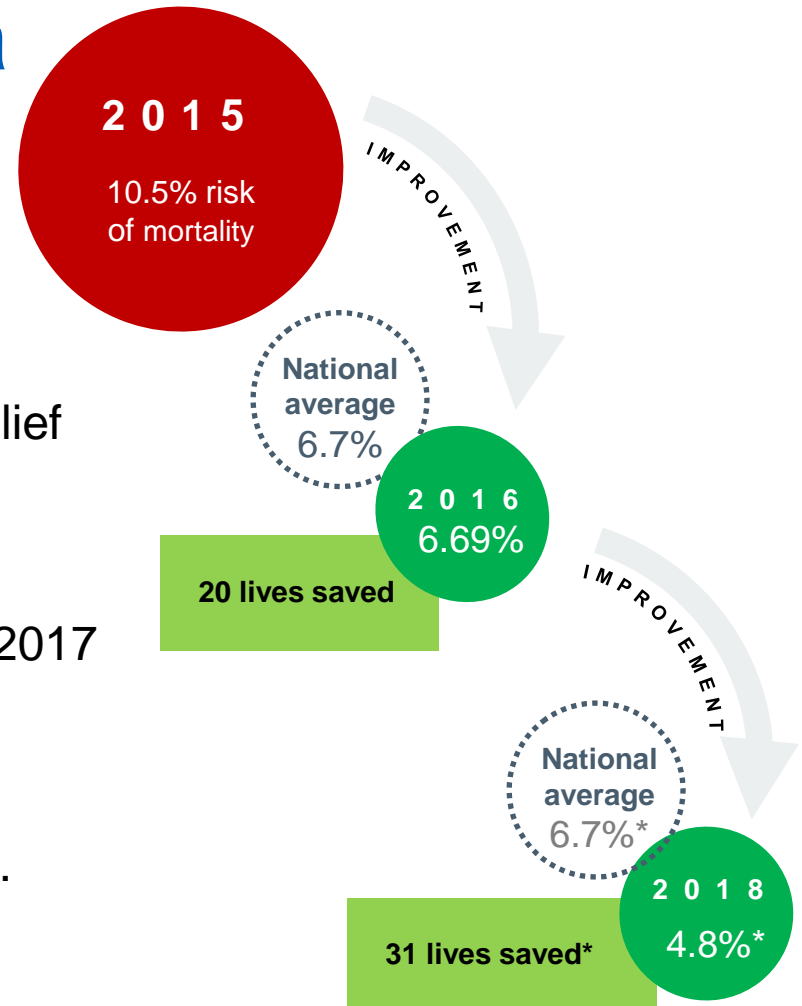 2 0 1 5
10.5% risk
of mortality
IMPROVEMENT
National
average
6.7%
2 0 1 6
6.69%
20 lives saved
2017
IMPROVEMENT
National
average
6.7%*
2 0 1 8
4.8%*
31 lives saved*